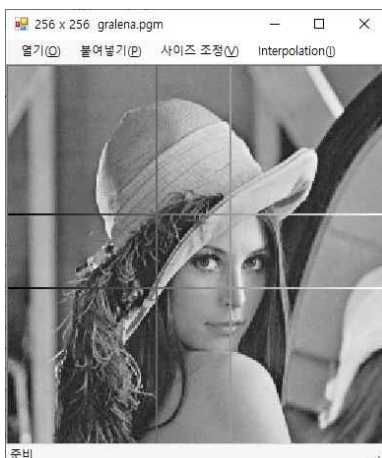 256 x 256 gralena.pgm
열기(O) 붙여넣기(P) 사이즈 조정(V) Interpolation(I)
준비